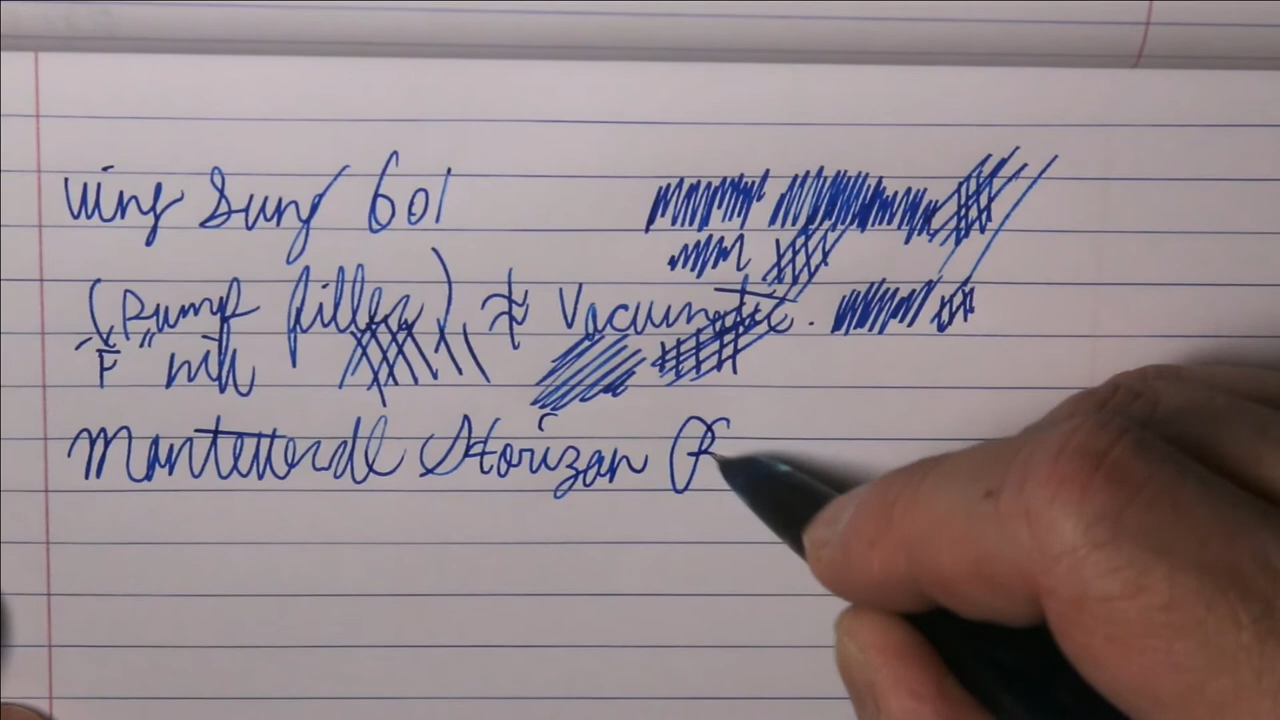 Wing Sung 601
(Pump filler) ≈ Vacumatic.
"F" nib
Monteverde Horizon